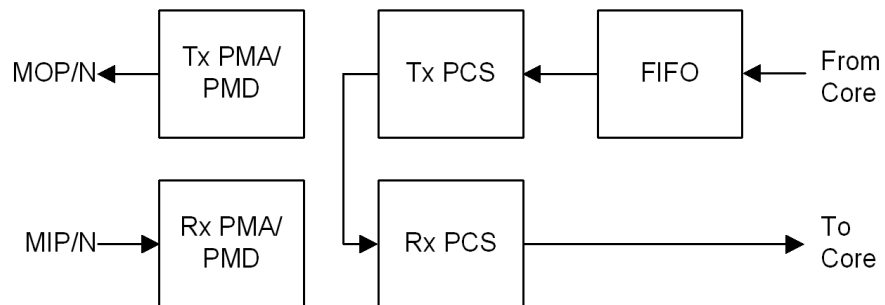 MOP/N
Tx PMA/
PMD
Tx PCS
FIFO
From
Core
MIP/N
Rx PMA/
PMD
Rx PCS
To
Core